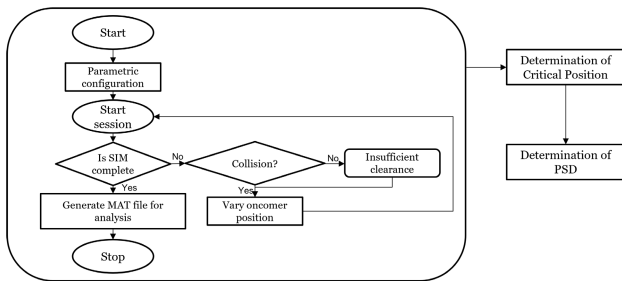 Start
Parametric
configuration
Start
session
Is SIM
complete
No
Collision?
No
Insufficient
clearance
Yes
Yes
Generate MAT file for
analysis
Vary oncomer
position
Stop
Determination of
Critical Position
Determination of
PSD